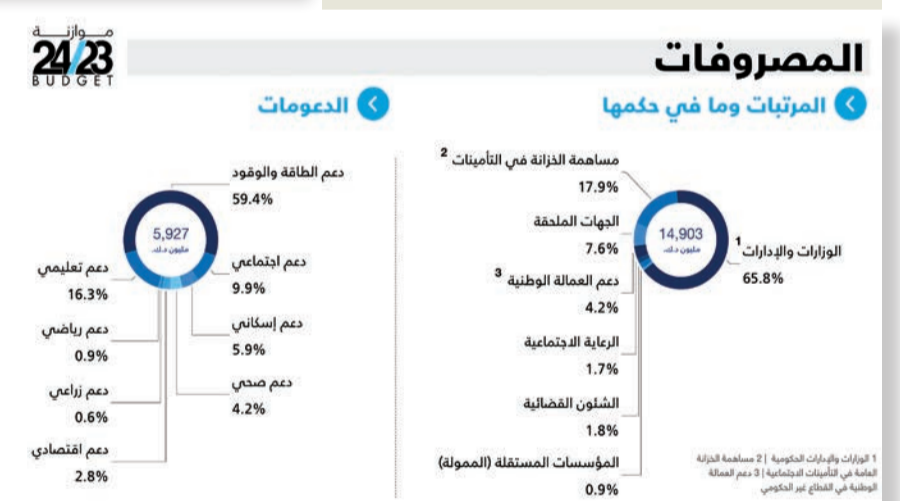 موازنة
24/23
BUDGET
المصروفات
المرتبات وما في حكمها
مساهمة الخزانة في التأمينات 2
17.9%
الجهات الملحقة
7.6%
دعم العمالة الوطنية 3
4.2%
الرعاية الاجتماعية
1.7%
الشئون القضائية
1.8%
المؤسسات المستقلة (الممولة)
0.9%
14,903
مليون د.ك.
الوزارات والإدارات 1
65.8%
1 الوزارات والإدارات الحكومية | 2 مساهمة الخزانة
العامة في التأمينات الاجتماعية | 3 دعم العمالة
الوطنية في القطاع غير الحكومي
الدعومات
دعم الطاقة والوقود
59.4%
5,927
مليون د.ك.
دعم اجتماعي
9.9%
دعم إسكاني
5.9%
دعم صحي
4.2%
دعم تعليمي
16.3%
دعم رياضي
0.9%
دعم زراعي
0.6%
دعم اقتصادي
2.8%